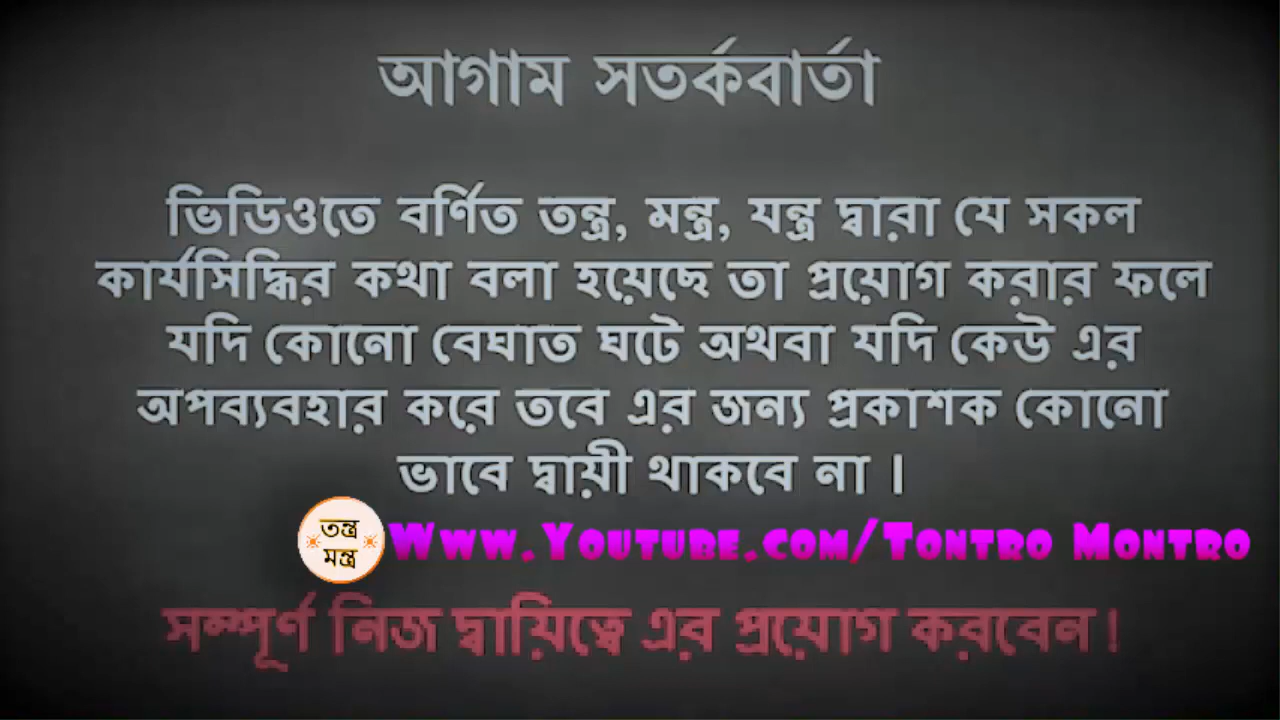 আগাম সতর্কবার্তা
ভিডিওতে বর্ণিত তন্ত্র, মন্ত্র, যন্ত্র দ্বারা যে সকল
কার্যসিদ্ধির কথা বলা হয়েছে তা প্রয়োগ করার ফলে
যদি কোনো বেঘাত ঘটে অথবা যদি কেউ এর
অপব্যবহার করে তবে এর জন্য প্রকাশক কোনো
ভাবে দ্বায়ী থাকবে না ।
তন্ত্র
মন্ত্র
Www.Youtube.com/Tontro Montro
সম্পূর্ণ নিজ দ্বায়িত্বে এর প্রয়োগ করবেন !